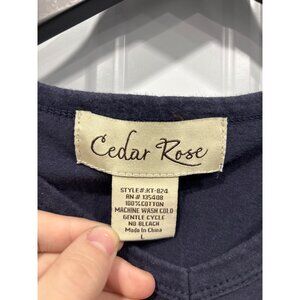 Cedar Rose
STYLE#:KT-824
RN# 135408
100%COTTON
MACHINE WASH COLD
GENTLE CYCLE
NO BLEACH
Made In China
L